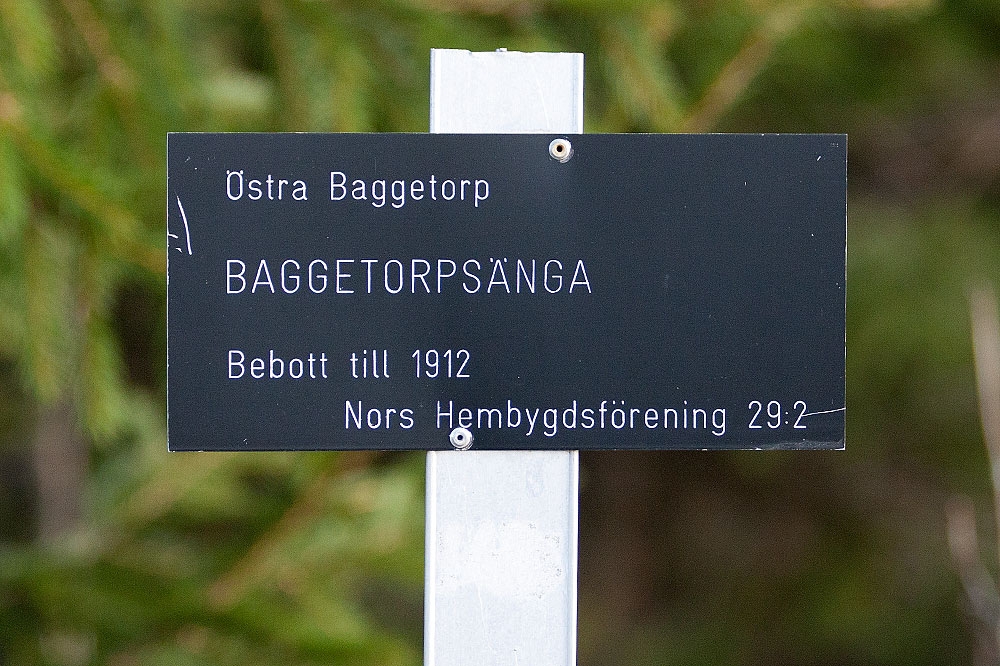 Östra Baggetorp
BAGGETORPSÄNGA
Bebott till 1912
Nors Hembygdsförening 29:2